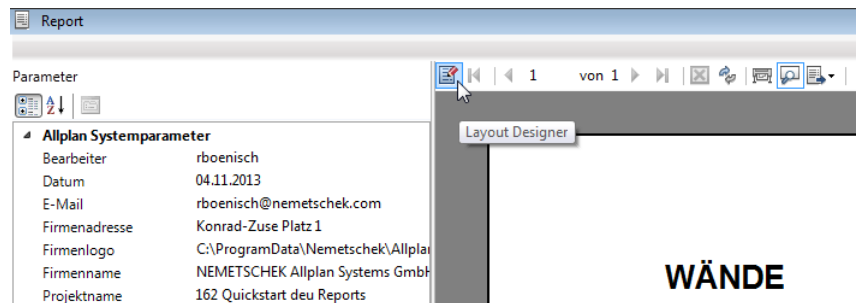 Report
Parameter
1 von 1
Layout Designer
Allplan Systemparameter
Bearbeiter rboenisch
Datum 04.11.2013
E-Mail rboenisch@nemetschek.com
Firmenadresse Konrad-Zuse Platz 1
Firmenlogo C:\ProgramData\Nemetschek\Allplar
Firmenname NEMETSCHEK Allplan Systems Gmbh
Projektname 162 Quickstart deu Reports
WÄNDE